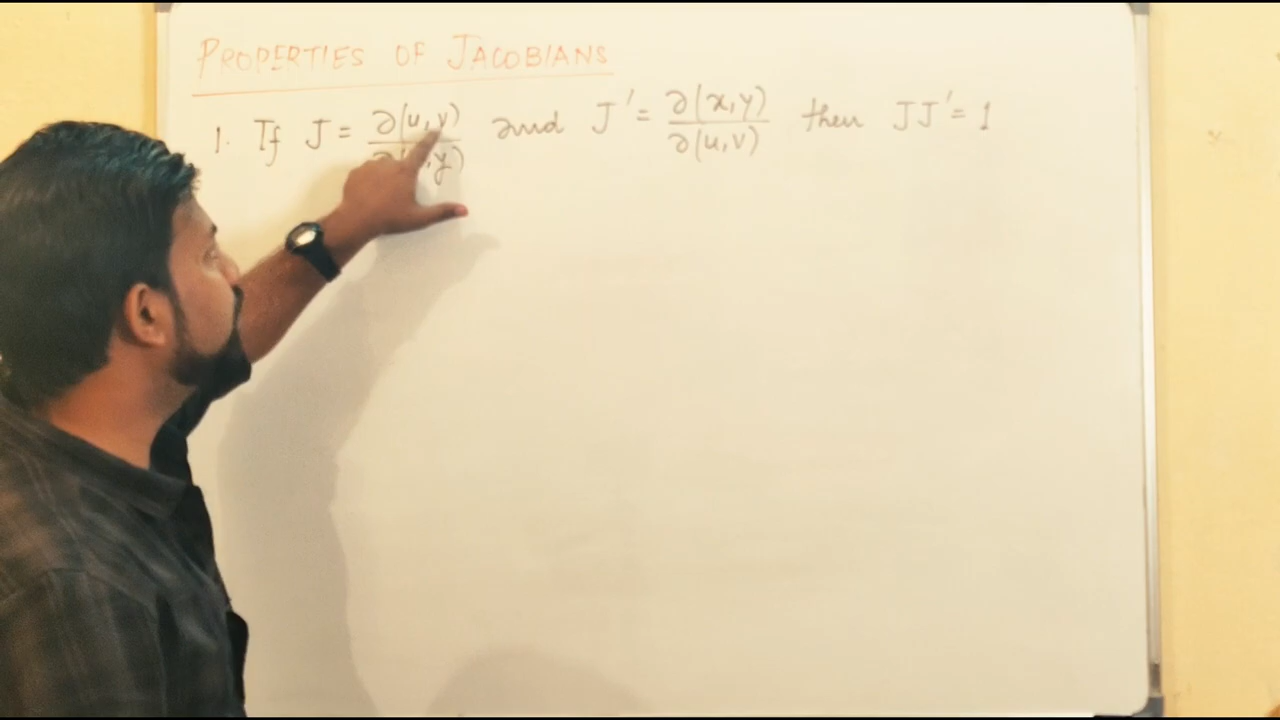 PROPERTIES OF JACOBIANS
1. If J = ∂(u,v)/∂(x,y) and J' = ∂(x,y)/∂(u,v) then JJ' = 1